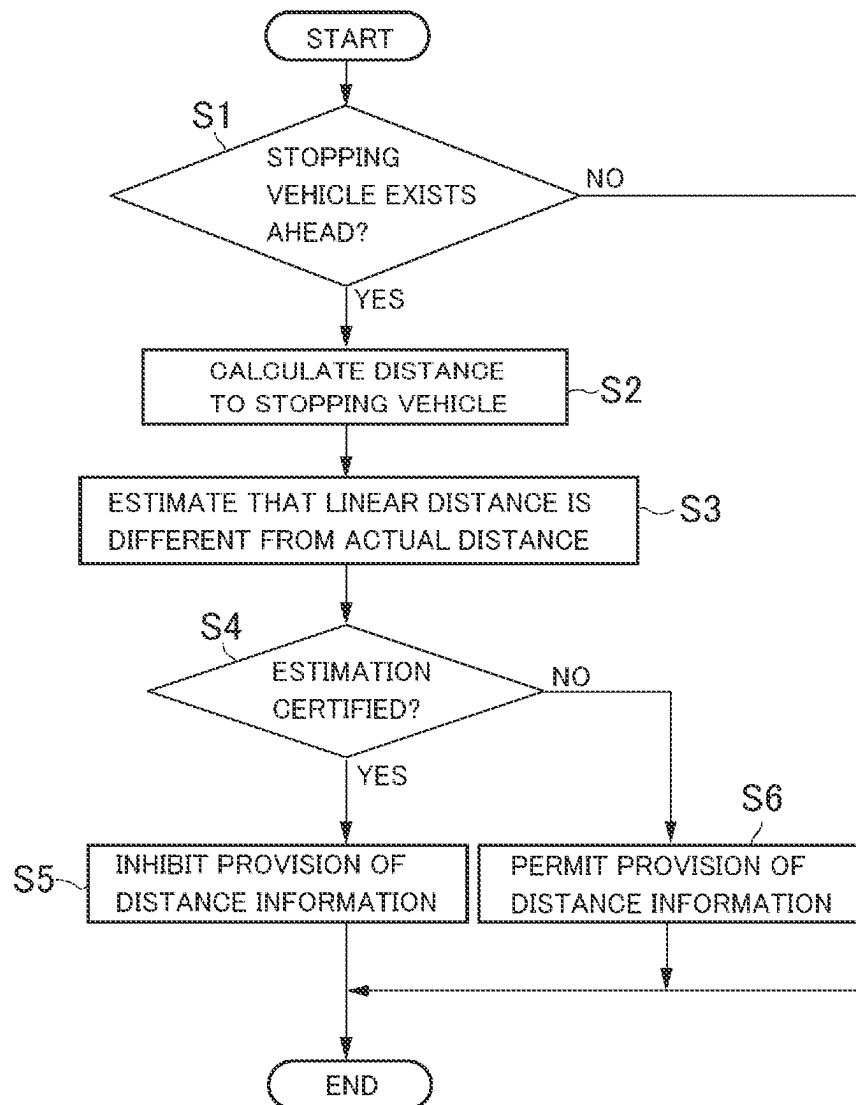 START
S1
STOPPING
VEHICLE EXISTS
AHEAD?
NO
YES
CALCULATE DISTANCE
TO STOPPING VEHICLE
S2
ESTIMATE THAT LINEAR DISTANCE IS
DIFFERENT FROM ACTUAL DISTANCE
S3
S4
ESTIMATION
CERTIFIED?
NO
YES
S6
S5
INHIBIT PROVISION OF
DISTANCE INFORMATION
PERMIT PROVISION OF
DISTANCE INFORMATION
END